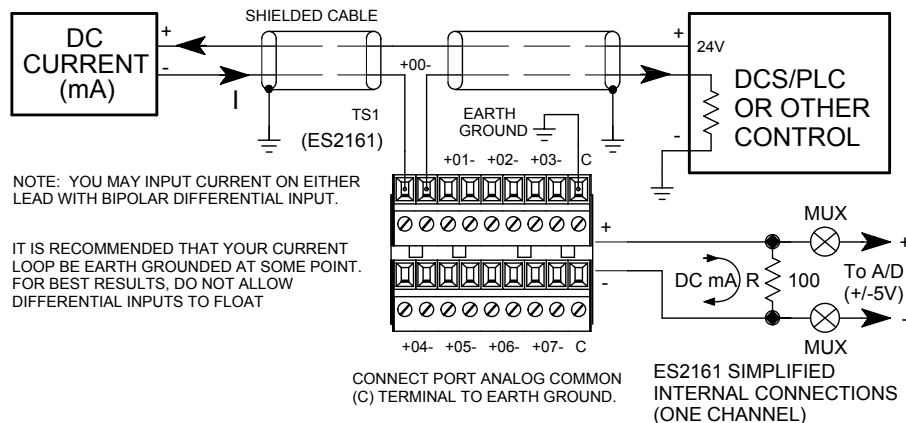 SHIELDED CABLE
DC
CURRENT
(mA)
+
-
I
+00-
TS1
(ES2161)
EARTH
GROUND
+
24V
DCS/PLC
OR OTHER
CONTROL
-
+01- +02- +03- C
NOTE: YOU MAY INPUT CURRENT ON EITHER
LEAD WITH BIPOLAR DIFFERENTIAL INPUT.
IT IS RECOMMENDED THAT YOUR CURRENT
LOOP BE EARTH GROUNDED AT SOME POINT.
FOR BEST RESULTS, DO NOT ALLOW
DIFFERENTIAL INPUTS TO FLOAT
+
-
MUX
+
DC mA R 100
To A/D
(+/-5V)
-
MUX
+04- +05- +06- +07- C
CONNECT PORT ANALOG COMMON
(C) TERMINAL TO EARTH GROUND.
ES2161 SIMPLIFIED
INTERNAL CONNECTIONS
(ONE CHANNEL)